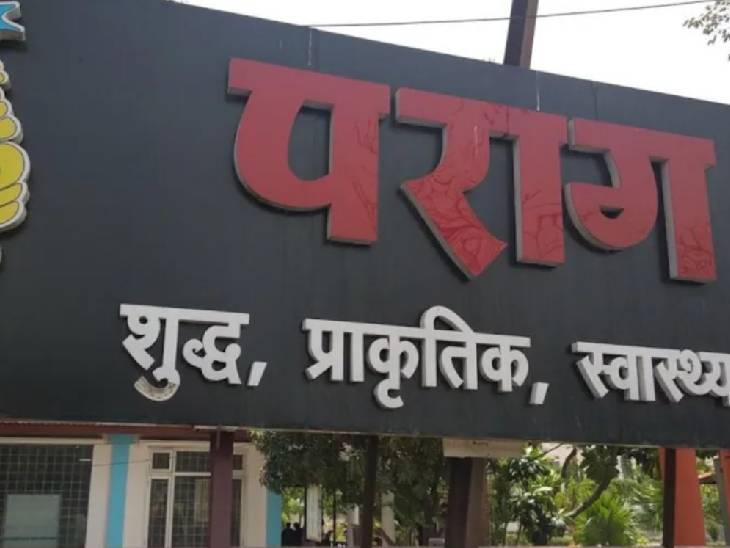 पराग
शुद्ध, प्राकृतिक, स्वास्थ्य